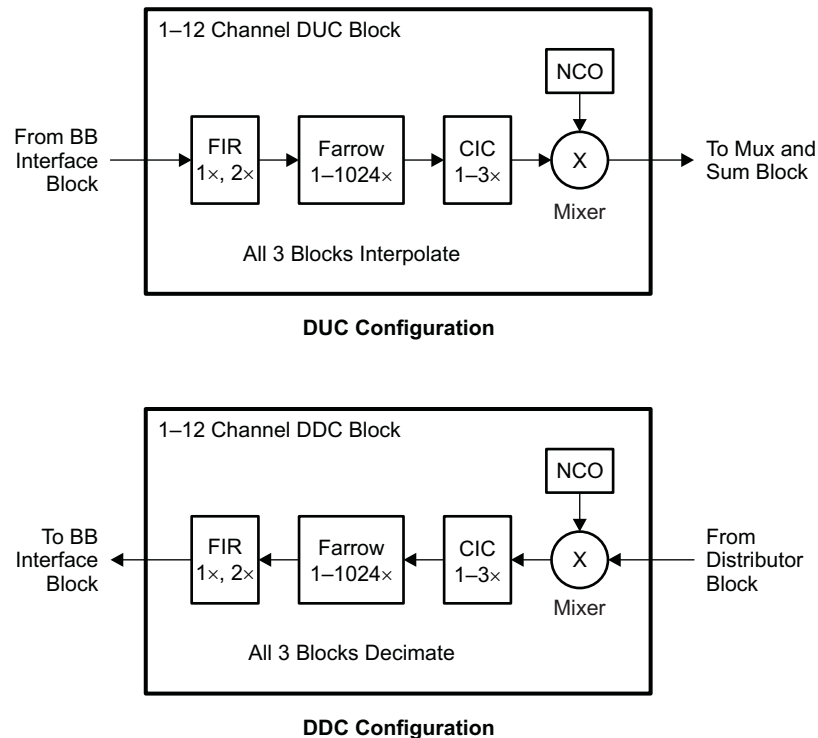 1–12 Channel DUC Block
NCO
From BB
Interface
Block
FIR
1×, 2×
Farrow
1–1024×
CIC
1–3×
X
Mixer
To Mux and
Sum Block
All 3 Blocks Interpolate
DUC Configuration
1–12 Channel DDC Block
NCO
To BB
Interface
Block
FIR
1×, 2×
Farrow
1–1024×
CIC
1–3×
X
Mixer
From
Distributor
Block
All 3 Blocks Decimate
DDC Configuration